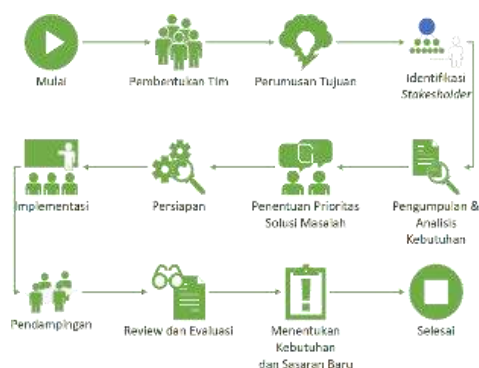 Mulai
Pembentukan Tim
Perumusan Tujuan
Identifikasi
Stakesholder
Implementasi
Persiapan
Penentuan Prioritas
Solusi Masalah
Pengumpulan &
Analisis
Kebutuhan
Pendampingan
Review dan Evaluasi
Menentukan
Kebutuhan
dan Sasaran Baru
Selesai